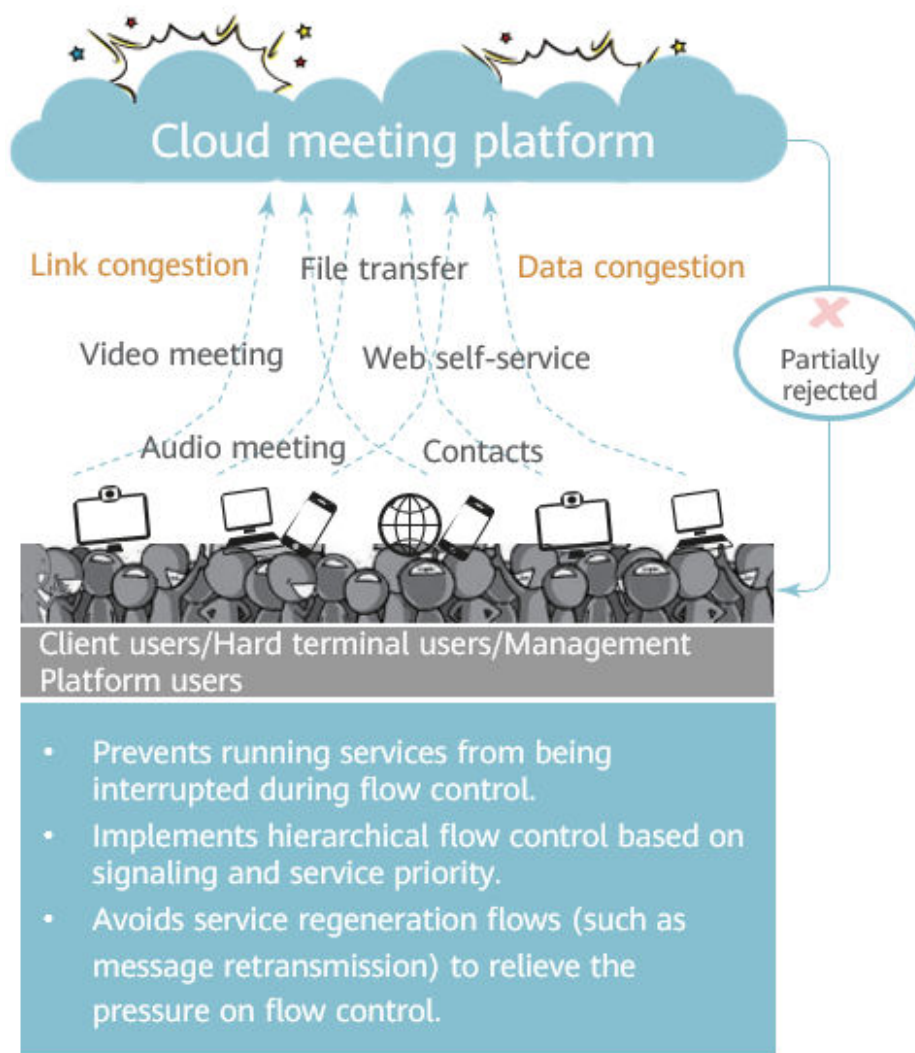 Cloud meeting platform
Link congestion
File transfer
Data congestion
Video meeting
Web self-service
Partially
rejected
Audio meeting
Contacts
Client users/Hard terminal users/Management
Platform users
• Prevents running services from being
interrupted during flow control.
• Implements hierarchical flow control based on
signaling and service priority.
• Avoids service regeneration flows (such as
message retransmission) to relieve the
pressure on flow control.